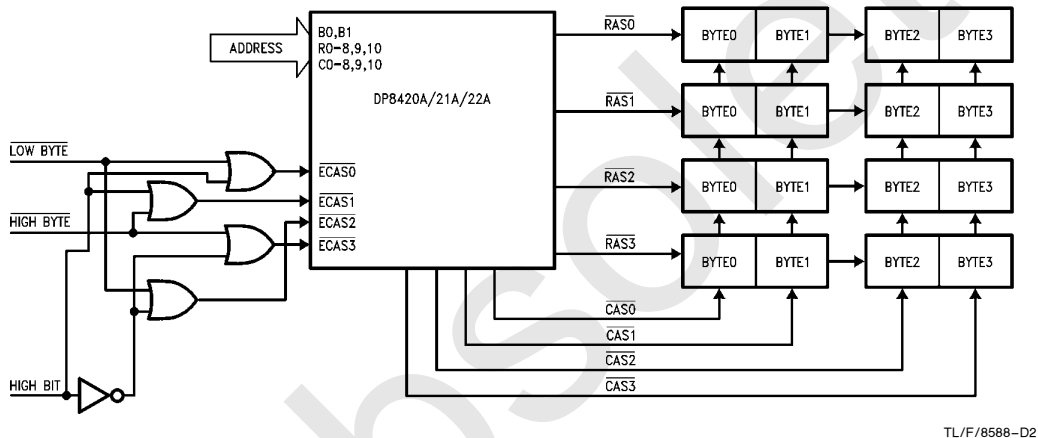 B0,B1
R0-8,9,10
C0-8,9,10
ADDRESS
DP8420A/21A/22A
LOW BYTE
HIGH BYTE
HIGH BIT
ECAS0
ECAS1
ECAS2
ECAS3
RAS0
BYTE0 BYTE1 BYTE2 BYTE3
RAS1
BYTE0 BYTE1 BYTE2 BYTE3
RAS2
BYTE0 BYTE1 BYTE2 BYTE3
RAS3
BYTE0 BYTE1 BYTE2 BYTE3
CAS0
CAS1
CAS2
CAS3
TL/F/8588–D2